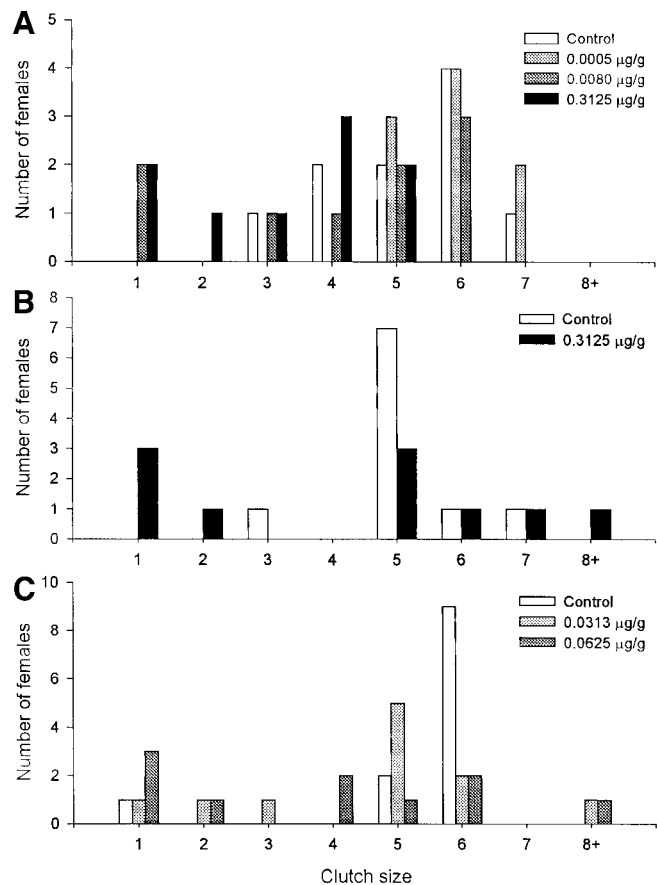 A
Number of females
5
4
3
2
1
0
Control
0.0005 µg/g
0.0080 µg/g
0.3125 µg/g
1 2 3 4 5 6 7 8+
B
Number of females
8
7
6
5
4
3
2
1
0
Control
0.3125 µg/g
1 2 3 4 5 6 7 8+
C
Number of females
10
8
6
4
2
0
Control
0.0313 µg/g
0.0625 µg/g
1 2 3 4 5 6 7 8+
Clutch size